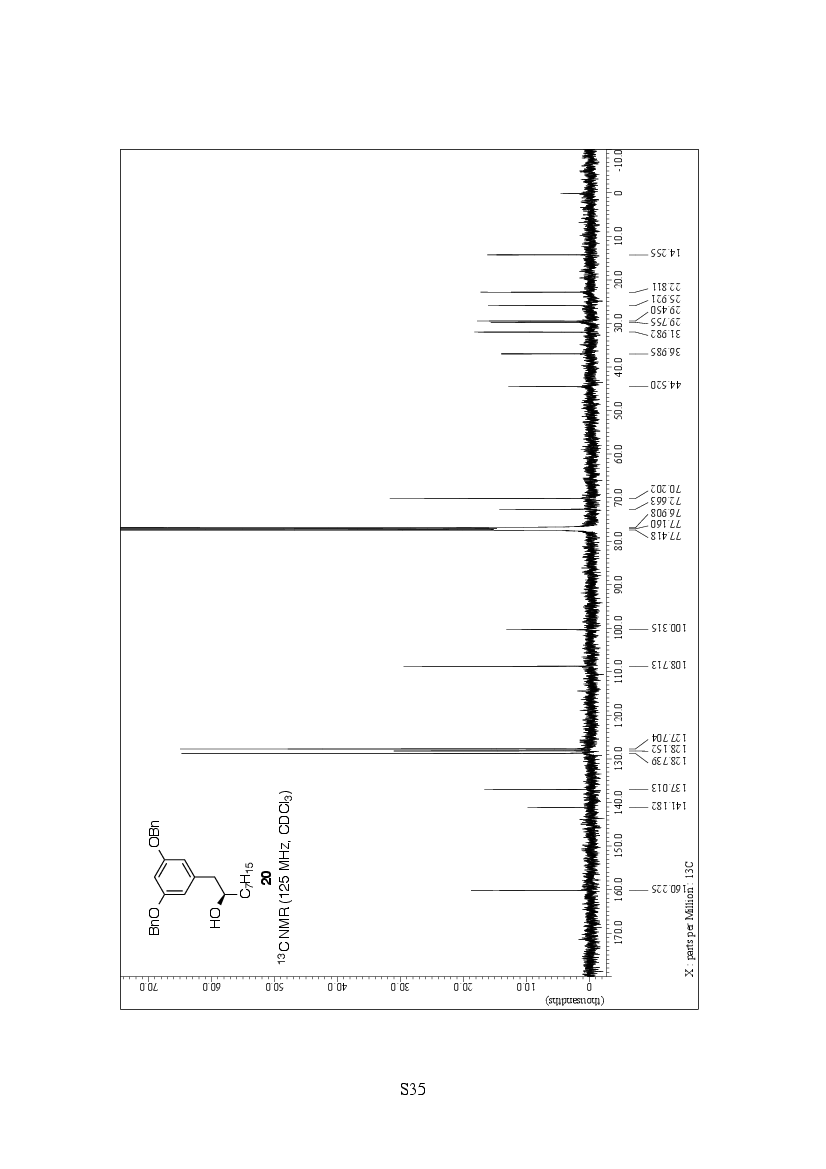 BnO
OBn
HO
C7H15
20
13C NMR (125 MHz, CDCl3)
(thousandths)
0 10.0 20.0 30.0 40.0 50.0 60.0 70.0
170.0 160.0 150.0 140.0 130.0 120.0 110.0 100.0 90.0 80.0 70.0 60.0 50.0 40.0 30.0 20.0 10.0 0 -10.0
160.225
141.182
137.013
128.739
128.152
127.704
108.713
100.315
77.418
77.160
76.908
72.663
70.202
44.520
36.985
31.982
29.755
29.450
25.921
22.811
14.255
X : parts per Million : 13C
S35